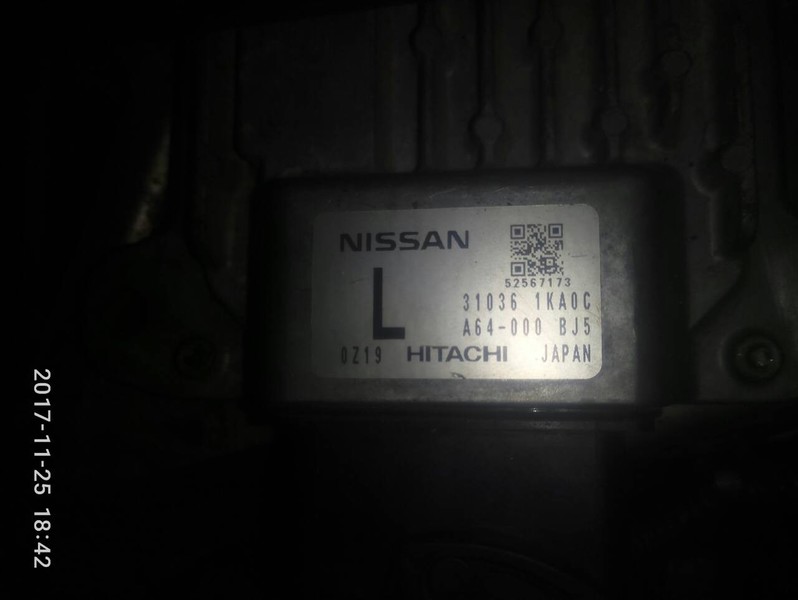 NISSAN
52567173
L
31036 1KA0C
A64-000 BJ5
0Z19 HITACHI JAPAN
2017-11-25 18:42